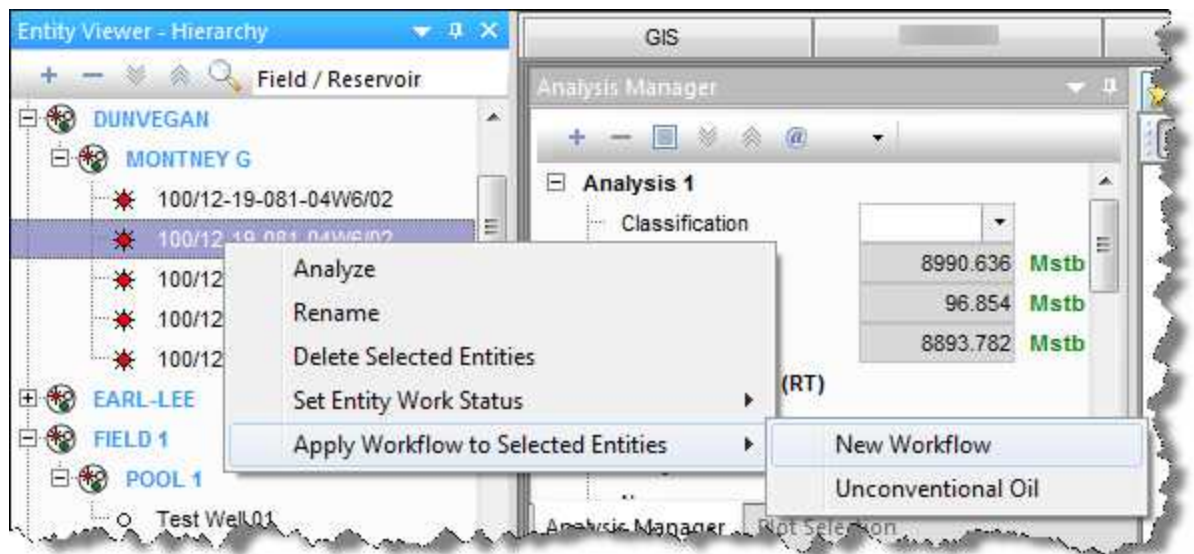 Entity Viewer - Hierarchy
Field / Reservoir
DUNVEGAN
MONTNEY G
100/12-19-081-04W6/02
100/12-19-081-04W6/02
100/12
100/12
100/12
EARL-LEE
FIELD 1
POOL 1
Test Well 01
Analyze
Rename
Delete Selected Entities
Set Entity Work Status
Apply Workflow to Selected Entities
New Workflow
Unconventional Oil
GIS
Analysis Manager
@
Analysis 1
Classification
8990.636 Mstb
96.854 Mstb
8893.782 Mstb
(RT)
Analysis Manager
Plot Selection